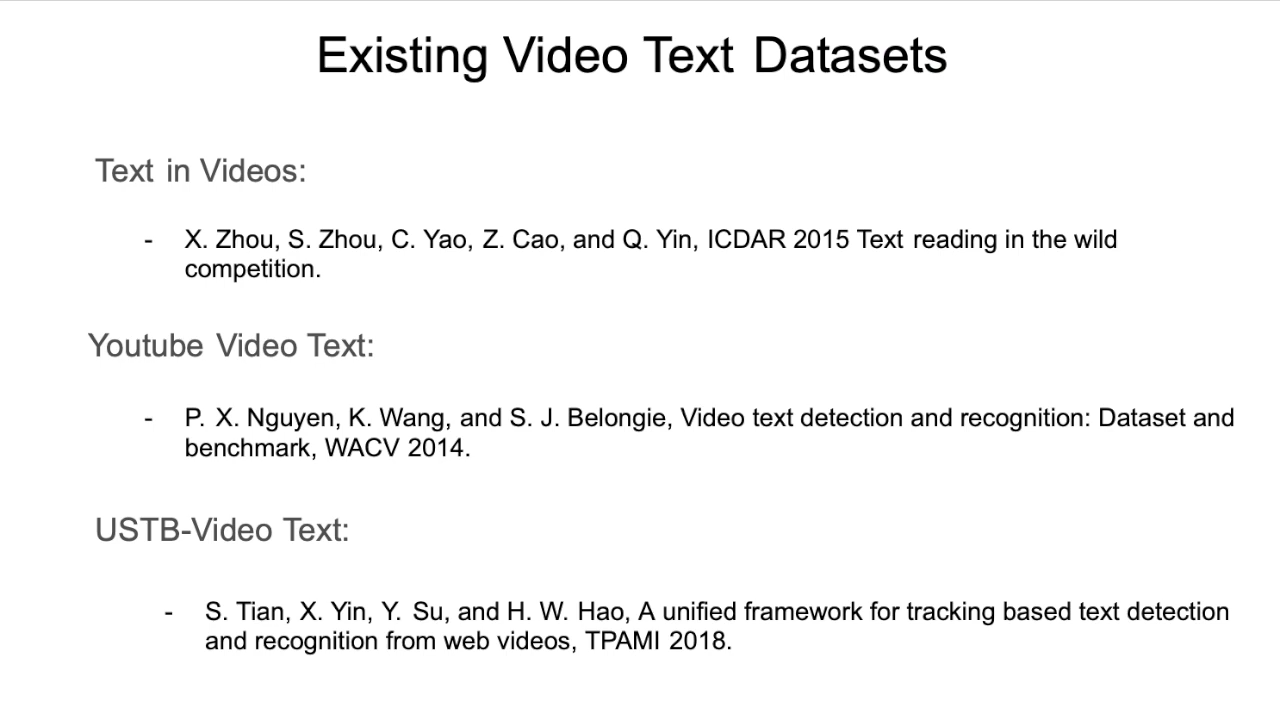 Existing Video Text Datasets
Text in Videos:
- X. Zhou, S. Zhou, C. Yao, Z. Cao, and Q. Yin, ICDAR 2015 Text reading in the wild
competition.
Youtube Video Text:
- P. X. Nguyen, K. Wang, and S. J. Belongie, Video text detection and recognition: Dataset and
benchmark, WACV 2014.
USTB-Video Text:
- S. Tian, X. Yin, Y. Su, and H. W. Hao, A unified framework for tracking based text detection
and recognition from web videos, TPAMI 2018.